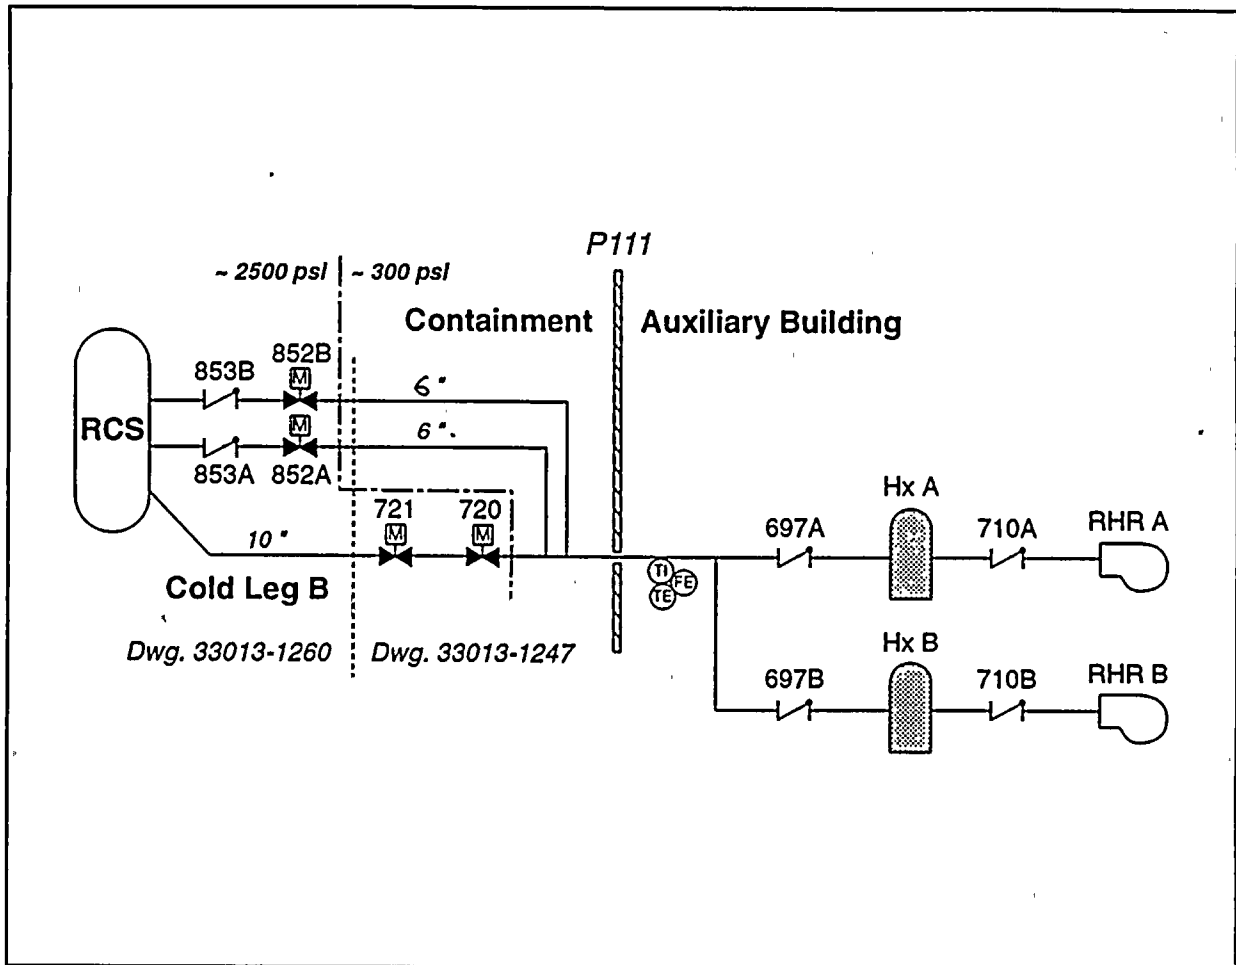 P111
~ 2500 psi
~ 300 psi
Containment
Auxiliary Building
852B
M
853B
6"
RCS
M
6"
853A
852A
721
720
M
M
10"
Cold Leg B
Dwg. 33013-1260
Dwg. 33013-1247
TI
FE
TE
697A
Hx A
710A
RHR A
697B
Hx B
710B
RHR B